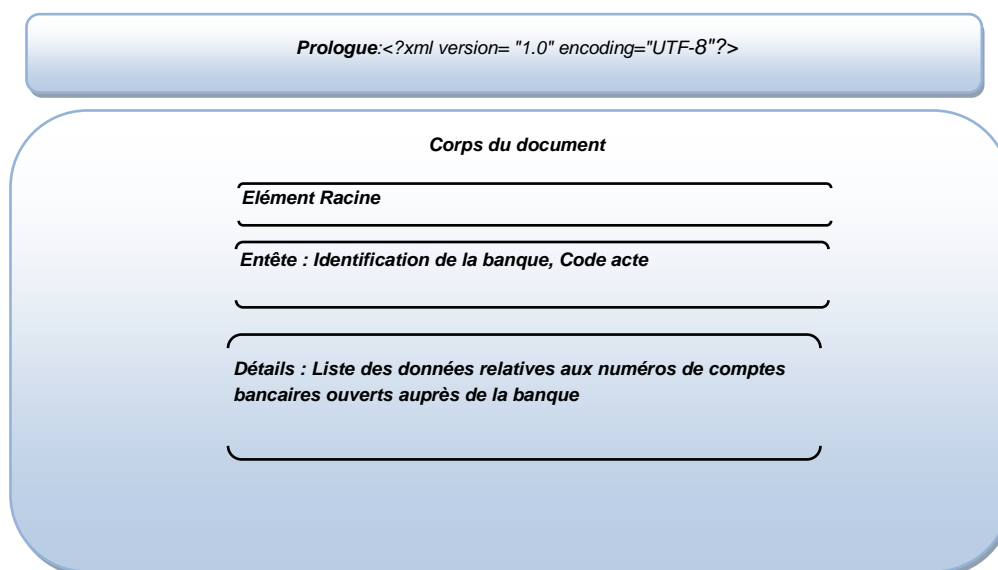 Prologue:<?xml version= "1.0" encoding="UTF-8"?>
Corps du document
Elément Racine
Entête : Identification de la banque, Code acte
Détails : Liste des données relatives aux numéros de comptes
bancaires ouverts auprès de la banque